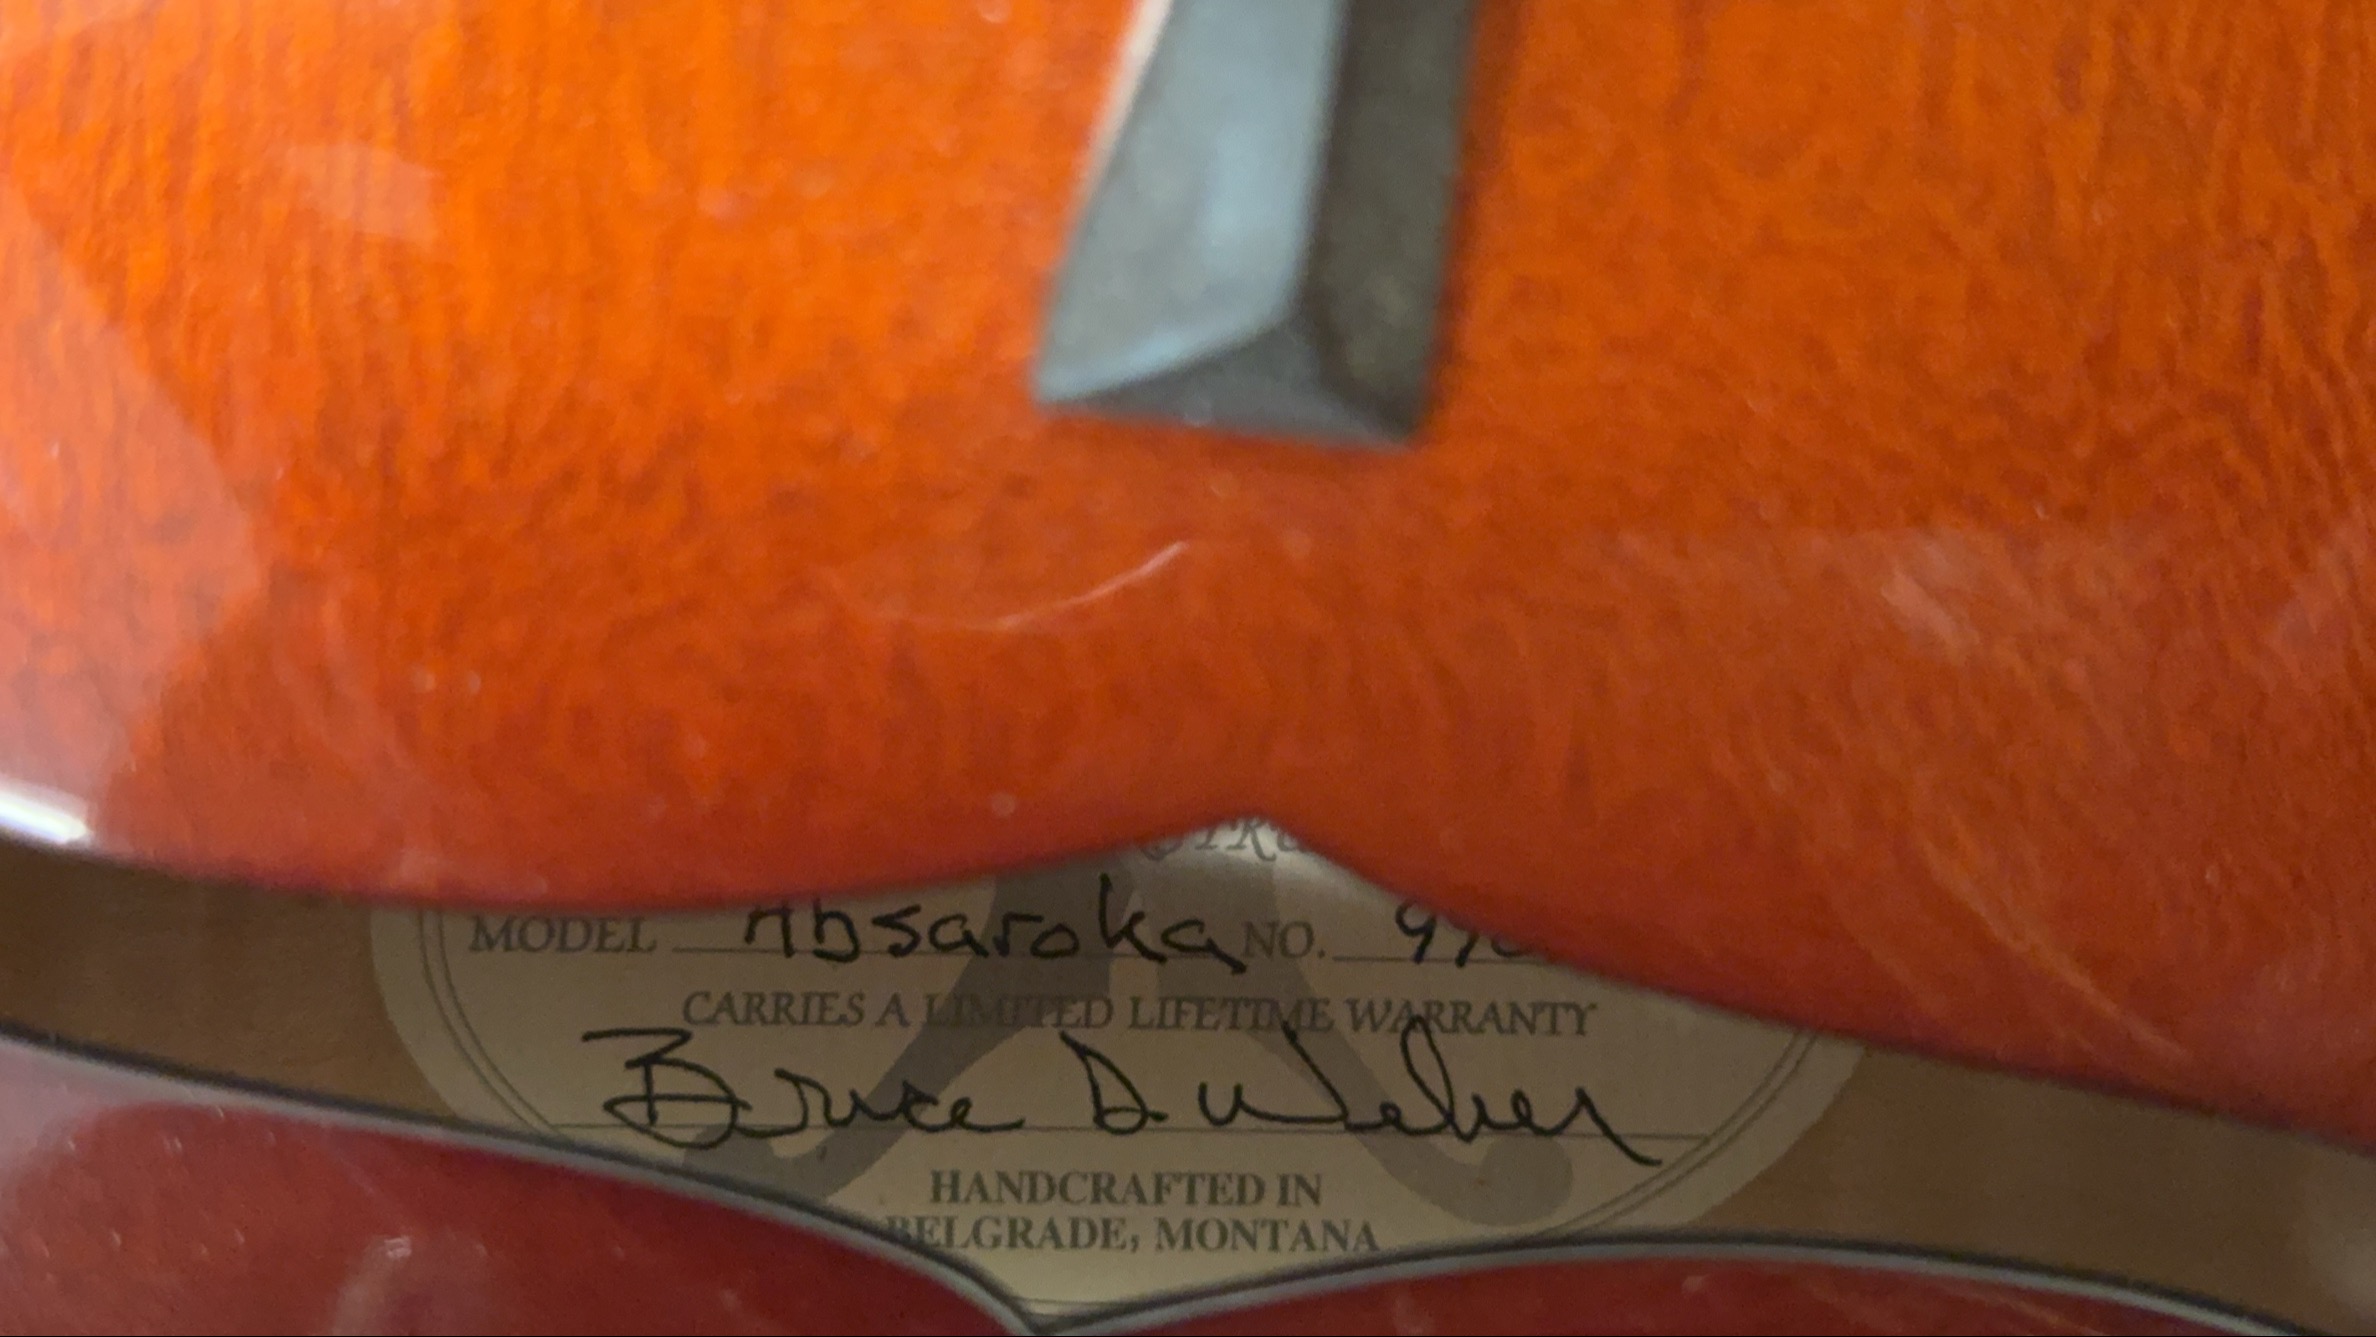 MODEL Absaroka NO.
CARRIES A LIMITED LIFETIME WARRANTY
Bruce D. Weber
HANDCRAFTED IN
BELGRADE, MONTANA